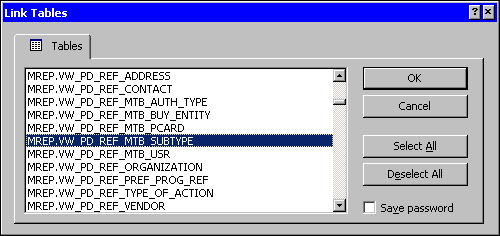 Link Tables
Tables
MREP.VW_PD_REF_ADDRESS
MREP.VW_PD_REF_CONTACT
MREP.VW_PD_REF_MTB_AUTH_TYPE
MREP.VW_PD_REF_MTB_BUY_ENTITY
MREP.VW_PD_REF_MTB_PCARD
MREP.VW_PD_REF_MTB_SUBTYPE
MREP.VW_PD_REF_MTB_USR
MREP.VW_PD_REF_ORGANIZATION
MREP.VW_PD_REF_PREF_PROG_REF
MREP.VW_PD_REF_TYPE_OF_ACTION
MREP.VW_PD_REF_VENDOR
OK
Cancel
Select All
Deselect All
Save password